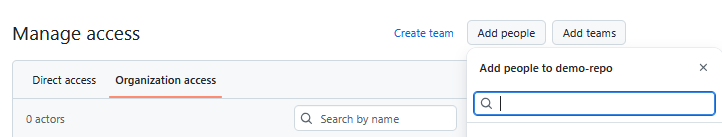 Manage access
Create team
Add people
Add teams
Add people to demo-repo
Direct access
Organization access
0 actors
Search by name